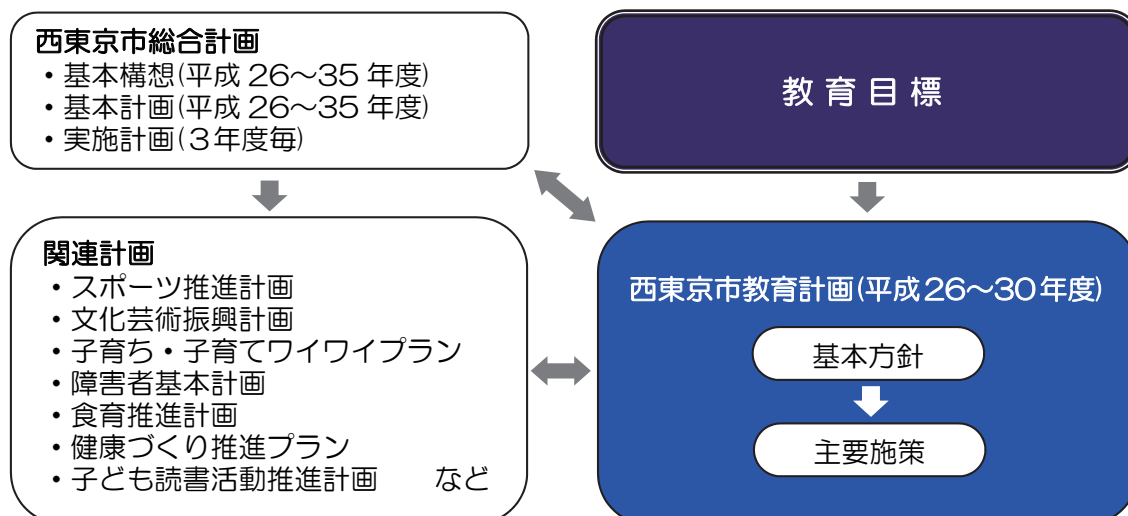 西東京市総合計画
・基本構想(平成 26～35 年度)
・基本計画(平成 26～35 年度)
・実施計画(３年度毎)
教 育 目 標
関連計画
・スポーツ推進計画
・文化芸術振興計画
・子育ち・子育てワイワイプラン
・障害者基本計画
・食育推進計画
・健康づくり推進プラン
・子ども読書活動推進計画　　など
西東京市教育計画(平成26～30年度)
基本方針
主要施策